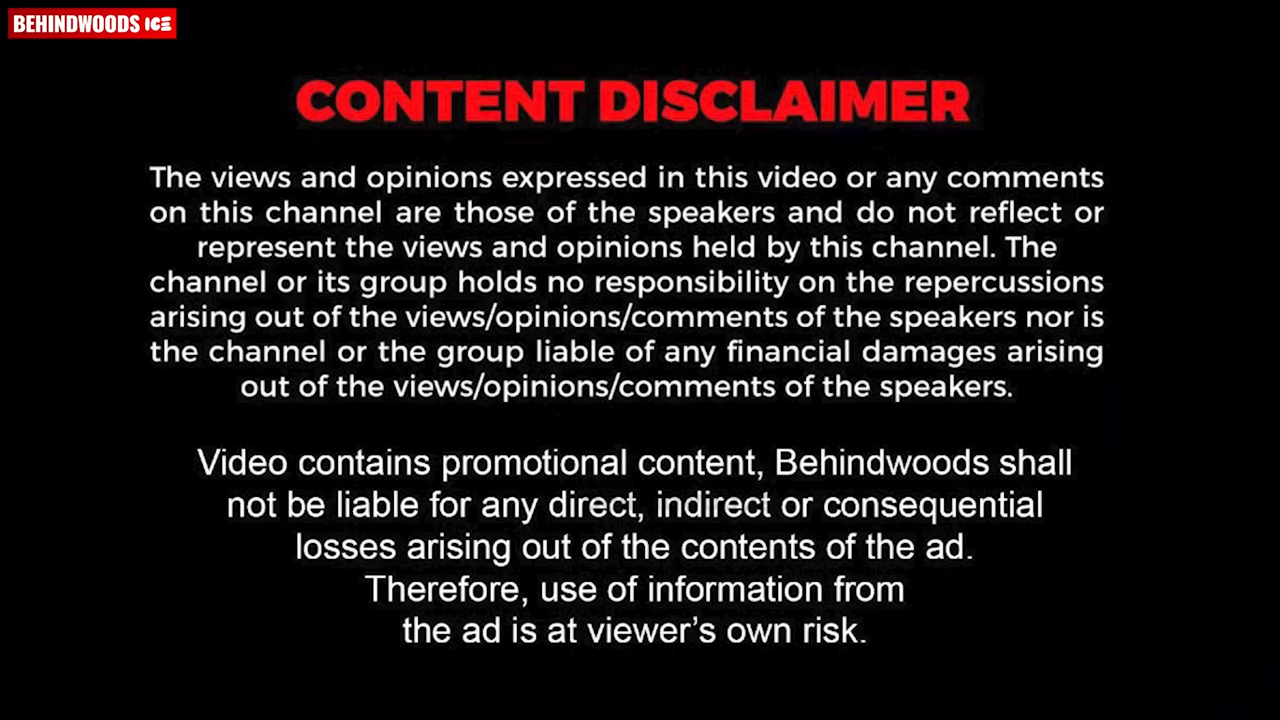 BEHINDWOODS ICE
CONTENT DISCLAIMER
The views and opinions expressed in this video or any comments
on this channel are those of the speakers and do not reflect or
represent the views and opinions held by this channel. The
channel or its group holds no responsibility on the repercussions
arising out of the views/opinions/comments of the speakers nor is
the channel or the group liable of any financial damages arising
out of the views/opinions/comments of the speakers.
Video contains promotional content, Behindwoods shall
not be liable for any direct, indirect or consequential
losses arising out of the contents of the ad.
Therefore, use of information from
the ad is at viewer’s own risk.